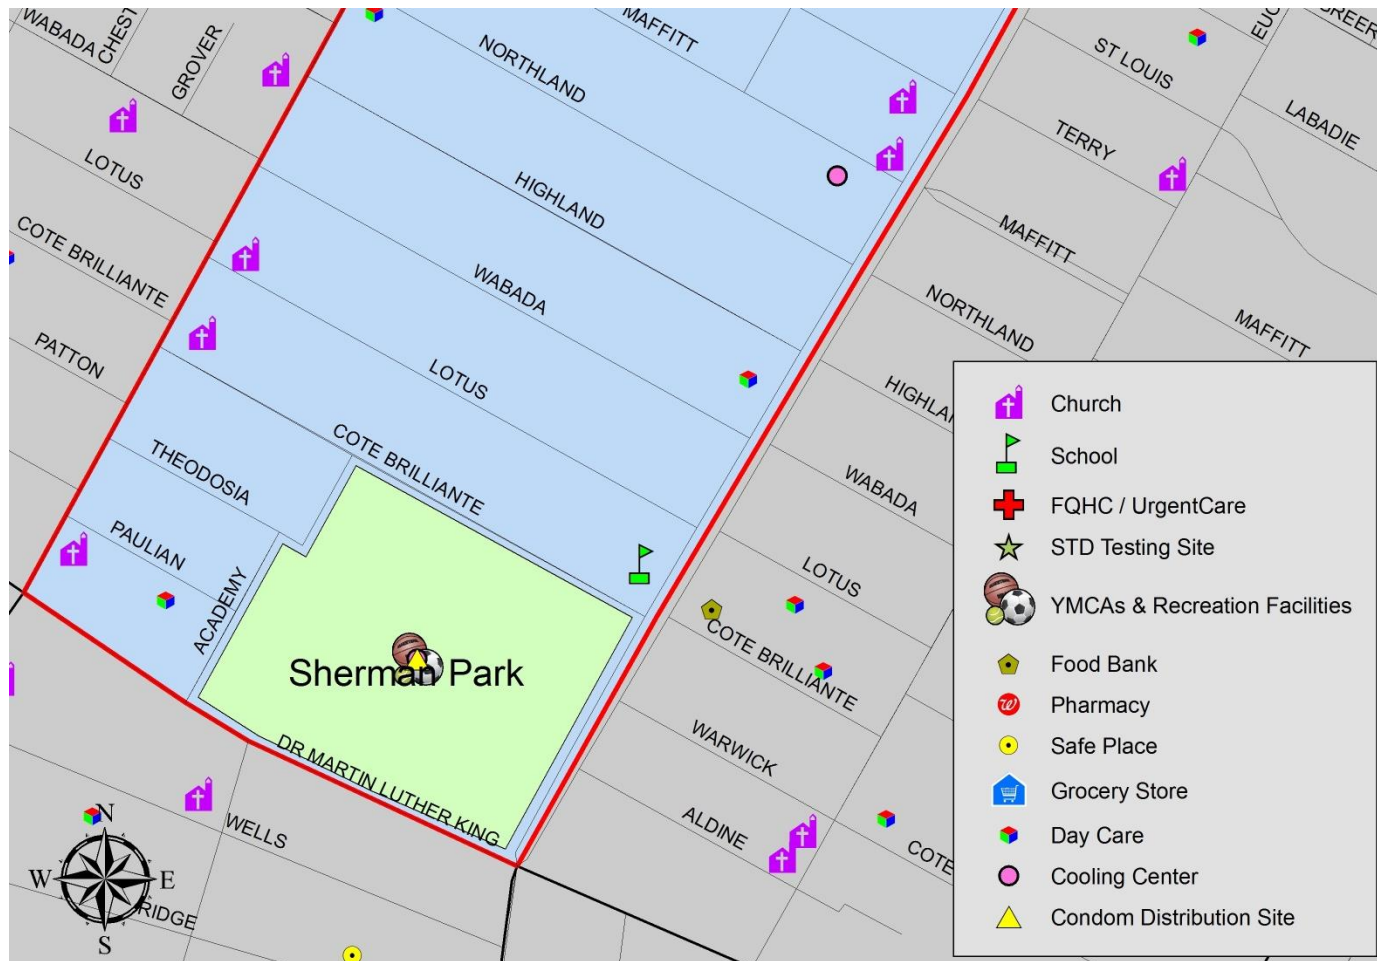 MAFFITT
EUC
GREER
WABADA
CHEST
GROVER
NORTHLAND
ST LOUIS
LABADIE
TERRY
LOTUS
HIGHLAND
COTE BRILLIANTE
MAFFITT
WABADA
NORTHLAND
MAFFITT
PATTON
LOTUS
HIGHLAN
COTE BRILLIANTE
THEODOSIA
WABADA
PAULIAN
LOTUS
ACADEMY
COTE BRILLIANTE
Sherman Park
WARWICK
DR MARTIN LUTHER KING
ALDINE
WELLS
COTE
RIDGE
N
W
E
S
Church
School
FQHC / UrgentCare
STD Testing Site
YMCAs & Recreation Facilities
Food Bank
Pharmacy
Safe Place
Grocery Store
Day Care
Cooling Center
Condom Distribution Site